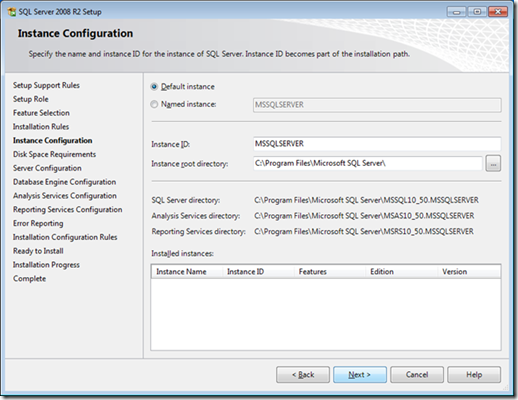 SQL Server 2008 R2 Setup
Instance Configuration
Specify the name and instance ID for the instance of SQL Server. Instance ID becomes part of the installation path.
Setup Support Rules
Setup Role
Feature Selection
Installation Rules
Instance Configuration
Disk Space Requirements
Server Configuration
Database Engine Configuration
Analysis Services Configuration
Reporting Services Configuration
Error Reporting
Installation Configuration Rules
Ready to Install
Installation Progress
Complete
Default instance
Named instance: MSSQLSERVER
Instance ID: MSSQLSERVER
Instance root directory: C:\Program Files\Microsoft SQL Server\ ...
SQL Server directory: C:\Program Files\Microsoft SQL Server\MSSQL10_50.MSSQLSERVER
Analysis Services directory: C:\Program Files\Microsoft SQL Server\MSAS10_50.MSSQLSERVER
Reporting Services directory: C:\Program Files\Microsoft SQL Server\MSRS10_50.MSSQLSERVER
Installed instances:
Instance Name Instance ID Features Edition Version
< Back Next > Cancel Help